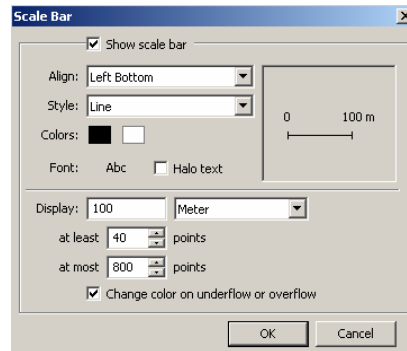 Scale Bar
Show scale bar
Align: Left Bottom
Style: Line
Colors:
0 100 m
Font: Abc Halo text
Display: 100 Meter
at least 40 points
at most 800 points
Change color on underflow or overflow
OK Cancel